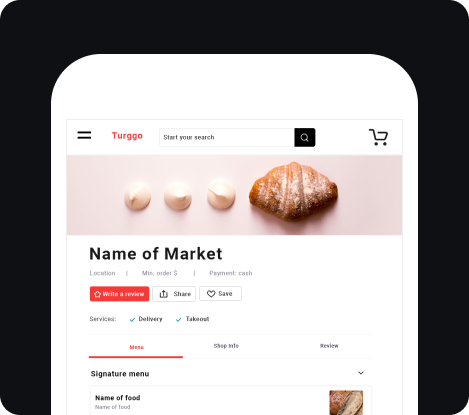 Turggo
Start your search
Name of Market
Location | Min. order $ | Payment: cash
Write a review Share Save
Services: Delivery Takeout
Menu Shop Info Review
Signature menu
Name of food
Name of food